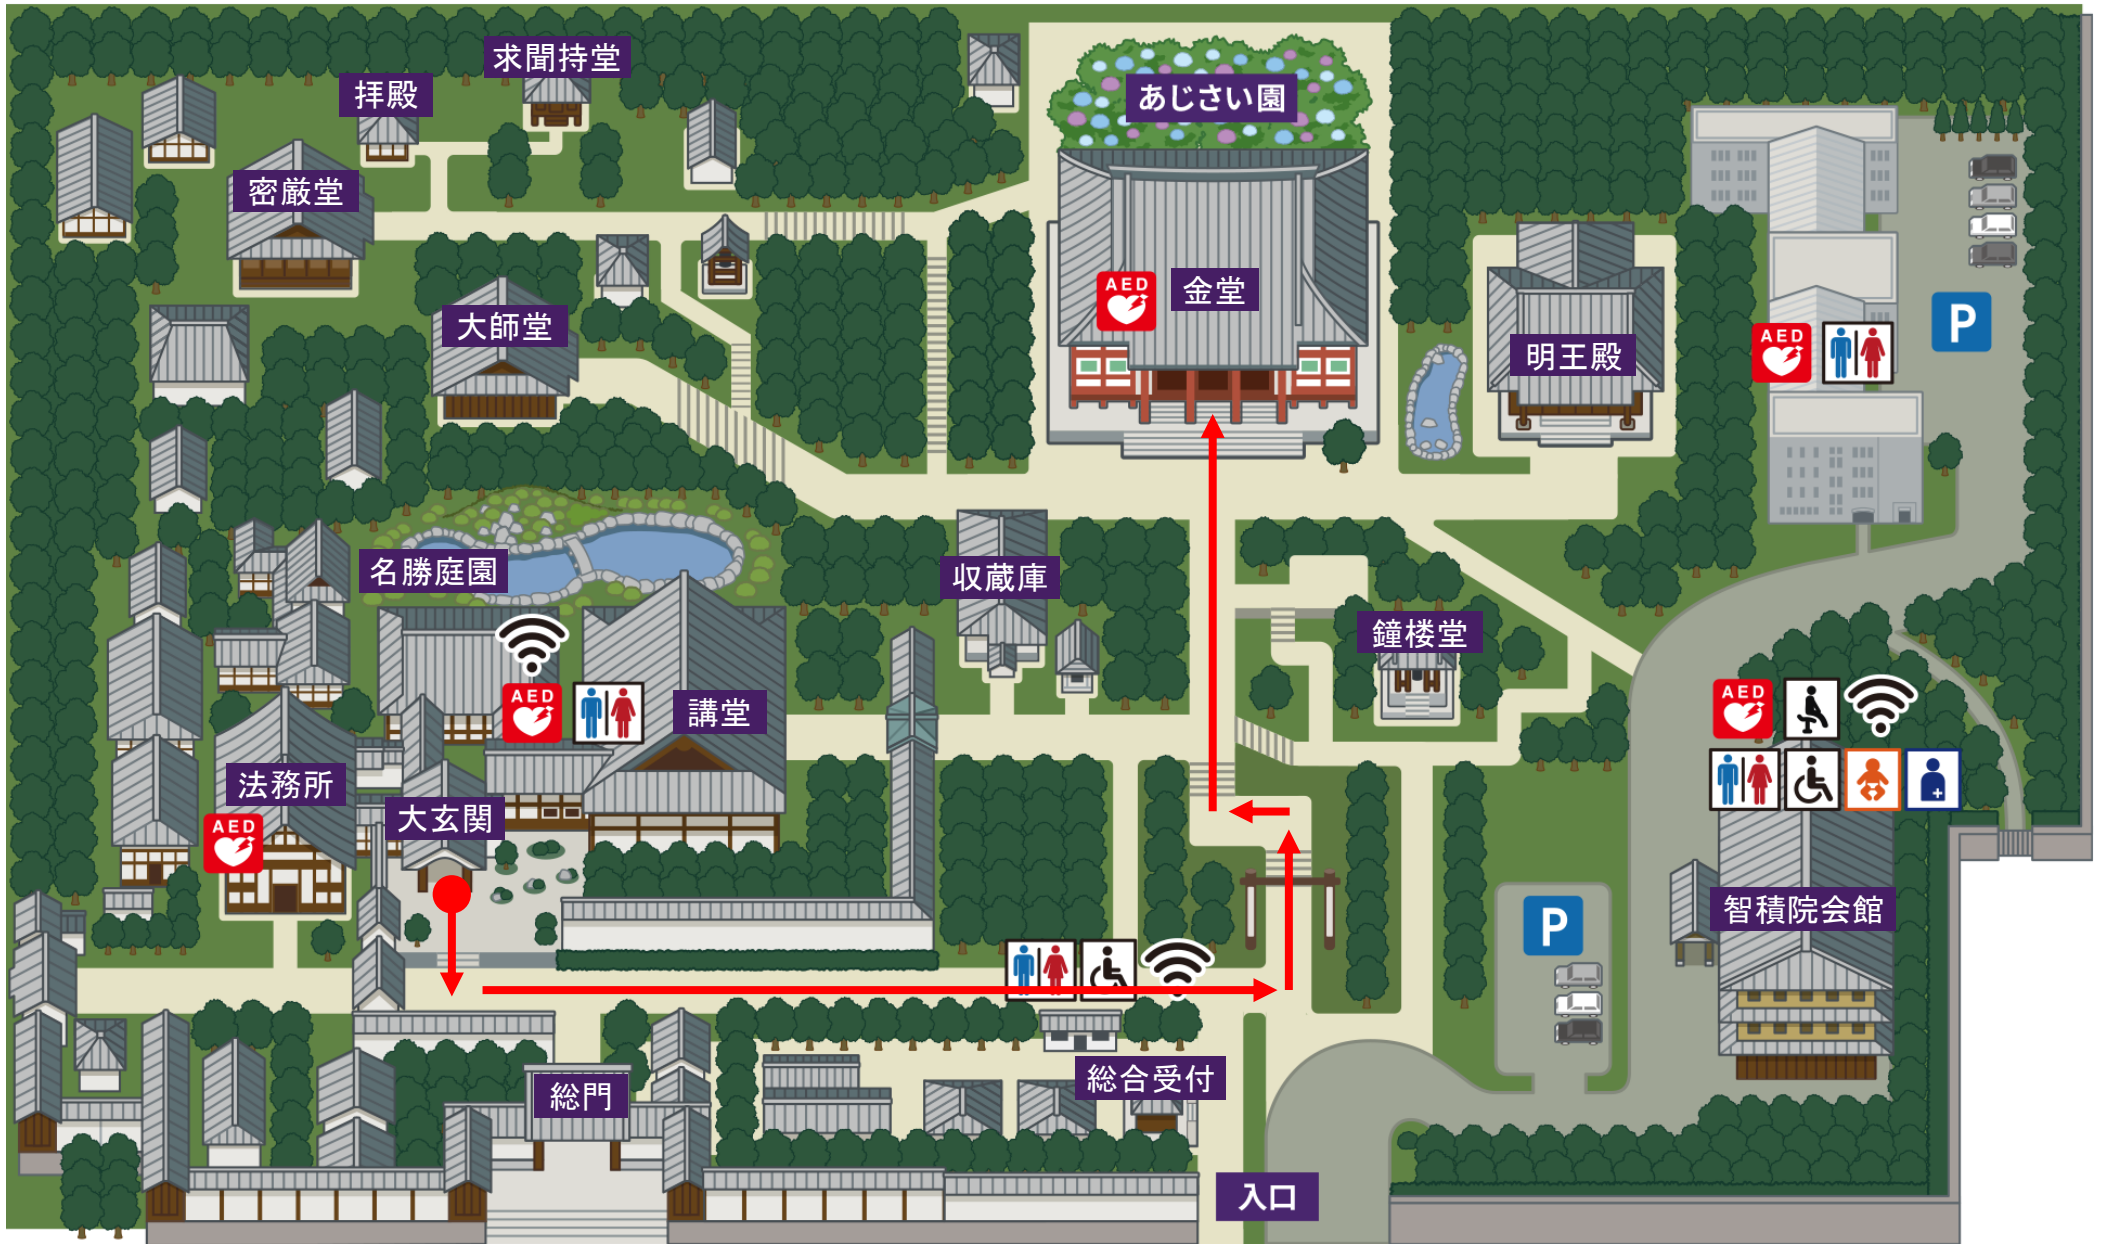 求聞持堂
拝殿
あじさい園
密厳堂
金堂
AED
大師堂
明王殿
AED
P
名勝庭園
収蔵庫
鐘楼堂
AED
講堂
AED
法務所
大玄関
AED
智積院会館
P
総合受付
総門
入口